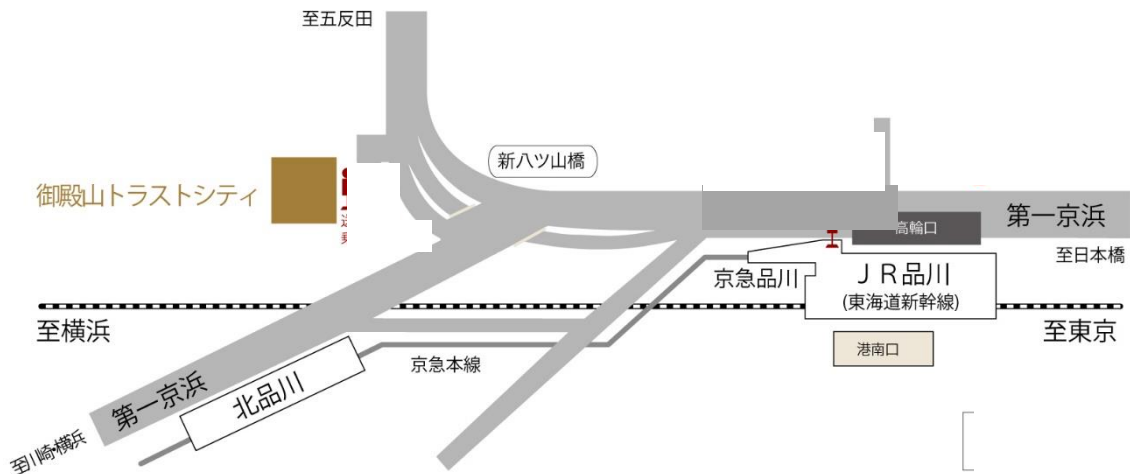 至五反田
新八ツ山橋
御殿山トラストシティ
第一京浜
高輪口
至日本橋
京急品川
ＪＲ品川
(東海道新幹線)
至横浜
至東京
港南口
京急本線
北品川
第一京浜
至川崎・横浜